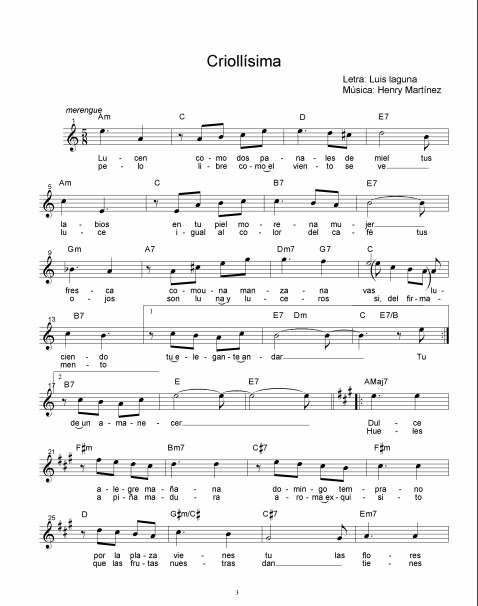 Criollísima
Letra: Luis laguna
Música: Henry Martínez
merengue
1 Am C D E7
5 8
Lu - cen co - mo dos pa - na - les de miel tus
pe - lo li - bre co - mo el vien - to se ve
5 Am C B7 E7
la - bios en tu piel mo - re - na mu - jer
lu - ce i - gual al co - lor del ca - fé tus
9 Gm A7 Dm7 G7 C
fres - ca co - mo u - na man - za - na vas lu -
o - jos son lu - na y lu - ce - ros si, del fir - ma -
13 B7 1 E7 Dm C E7/B
cien - do tu e - le - gan - te an - dar Tu
men - to
2
17 B7 E E7 AMaj7
de un a - ma - ne - cer Dul - ce
Hue - les
21 F#m Bm7 C#7 F#m
a - le - gre ma - ña - na do - min - go tem - pra - no
a pi - ña ma - du - ra a - ro - ma ex - qui - si - to
25 D G#m/C# C#7 Em7
por la pla - za vie - nes tu las flo - res
que las fru - tas nues - tras dan tie - nes
3